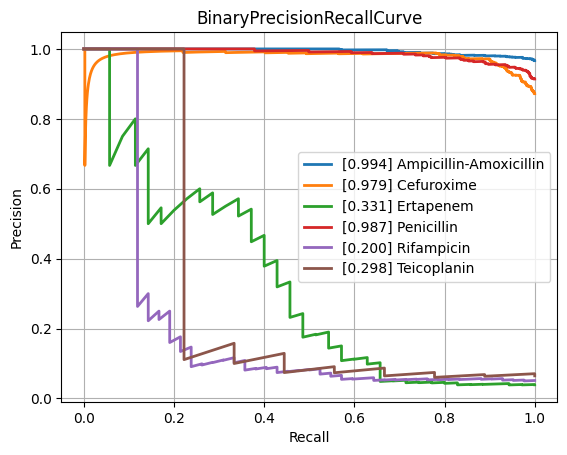 BinaryPrecisionRecallCurve
Precision
1.0
0.8
0.6
0.4
0.2
0.0
[0.994] Ampicillin-Amoxicillin
[0.979] Cefuroxime
[0.331] Ertapenem
[0.987] Penicillin
[0.200] Rifampicin
[0.298] Teicoplanin
0.0 0.2 0.4 0.6 0.8 1.0
Recall